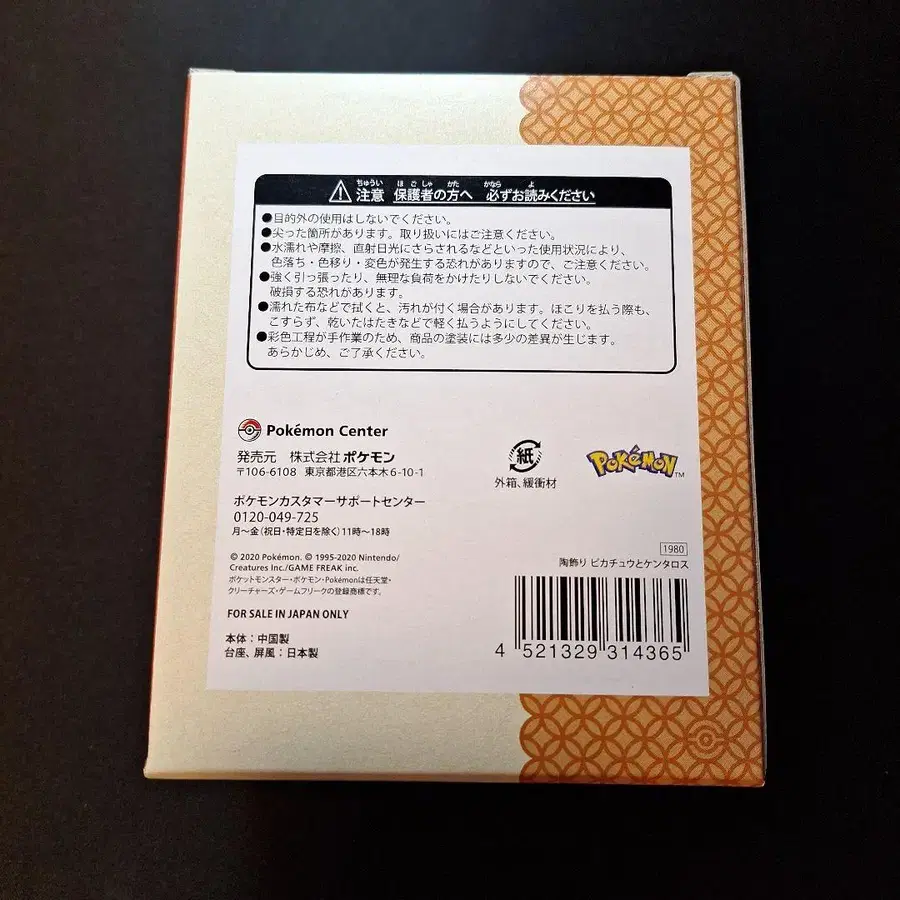 ちゅうい ほごしゃ かた かなら よ
注意 保護者の方へ 必ずお読みください
●目的外の使用はしないでください。
●尖った箇所があります。取り扱いにはご注意ください。
●水濡れや摩擦、直射日光にさらされるなどといった使用状況により、
色落ち・色移り・変色が発生する恐れがありますので、ご注意ください。
●強く引っ張ったり、無理な負荷をかけたりしないでください。
破損する恐れがあります。
●濡れた布などで拭くと、汚れが付く場合があります。ほこりを払う際も、
こすらず、乾いたはたきなどで軽く払うようにしてください。
●彩色工程が手作業のため、商品の塗装には多少の差異が生じます。
あらかじめ、ご了承ください。
Pokémon Center
発売元 株式会社ポケモン
〒106-6108 東京都港区六本木6-10-1
紙
外箱、緩衝材
POKéMON TM
ポケモンカスタマーサポートセンター
0120-049-725
月～金(祝日・特定日を除く)11時～18時
© 2020 Pokémon. © 1995-2020 Nintendo/
Creatures Inc./GAME FREAK inc.
ポケットモンスター・ポケモン・Pokémonは任天堂・
クリーチャーズ・ゲームフリークの登録商標です。
FOR SALE IN JAPAN ONLY
本体：中国製
台座、屏風：日本製
1980
陶飾り ピカチュウとケンタロス
4 521329 314365